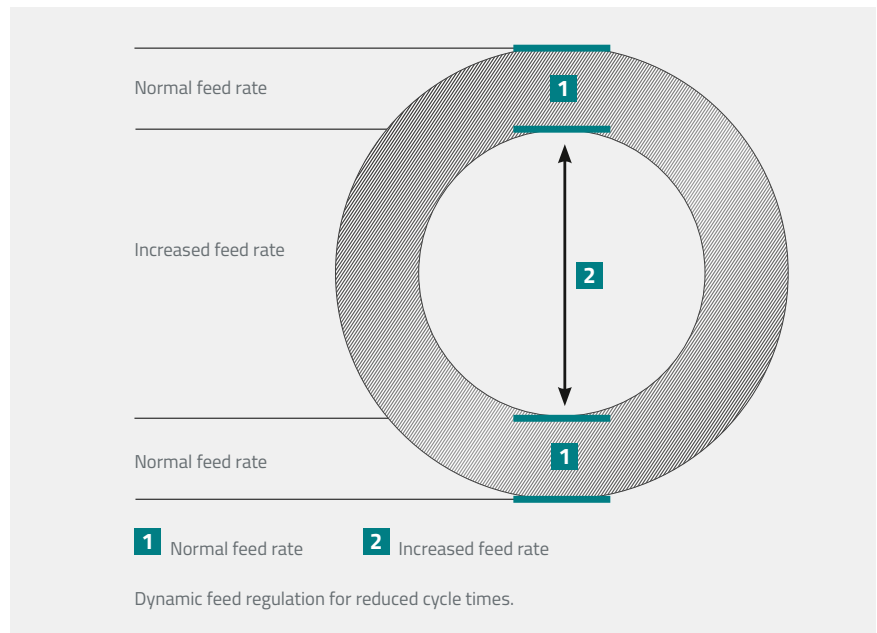 Normal feed rate
1
Increased feed rate
2
Normal feed rate
1
1 Normal feed rate 2 Increased feed rate
Dynamic feed regulation for reduced cycle times.